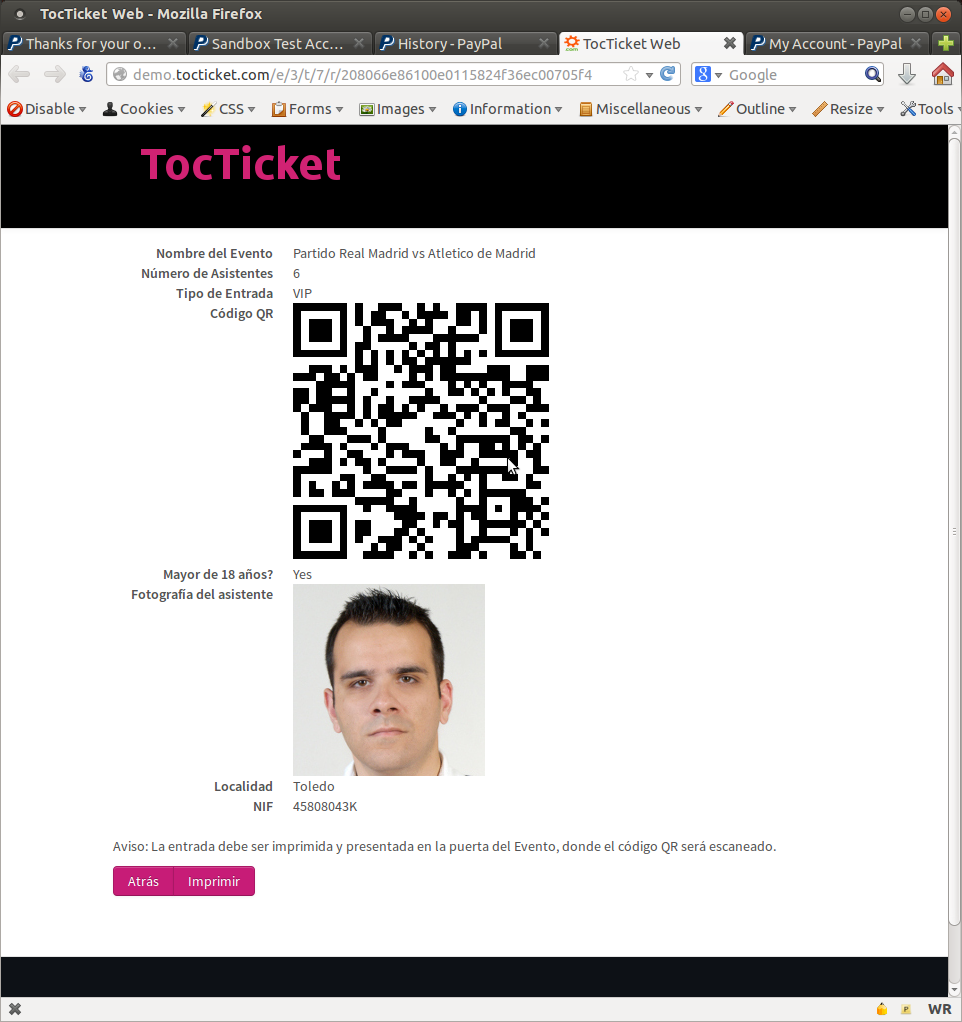 TocTicket Web - Mozilla Firefox
Thanks for your o... Sandbox Test Acc... History - PayPal TocTicket Web My Account - PayPal
demo.tocticket.com/e/3/t/7/r/208066e86100e0115824f36ec00705f4 Google
Disable Cookies CSS Forms Images Information Miscellaneous Outline Resize Tools
TocTicket
Nombre del Evento Partido Real Madrid vs Atletico de Madrid
Número de Asistentes 6
Tipo de Entrada VIP
Código QR
Mayor de 18 años? Yes
Fotografía del asistente
Localidad Toledo
NIF 45808043K
Aviso: La entrada debe ser imprimida y presentada en la puerta del Evento, donde el código QR será escaneado.
Atrás Imprimir
WR